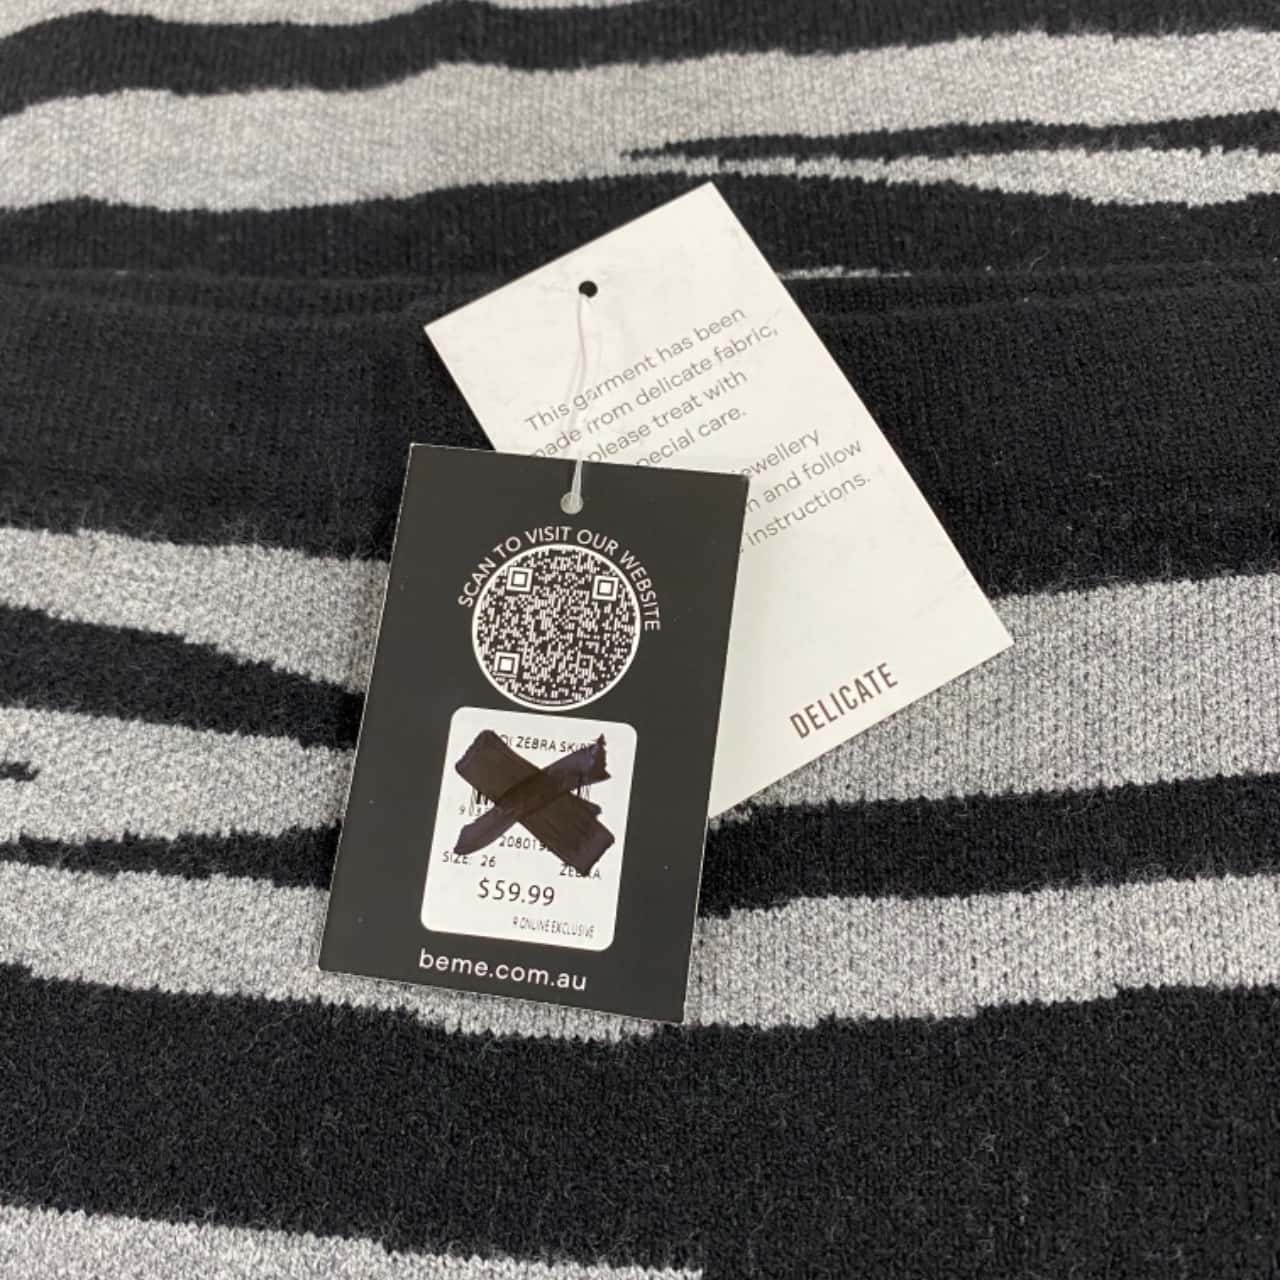 This garment has been
made from delicate fabric,
please treat with
special care.
and follow
instructions.
DELICATE
SCAN TO VISIT OUR WEBSITE
ZEBRA SKIRT
SIZE: 26
ZEBRA
$59.99
R ONLINE EXCLUSIVE
beme.com.au